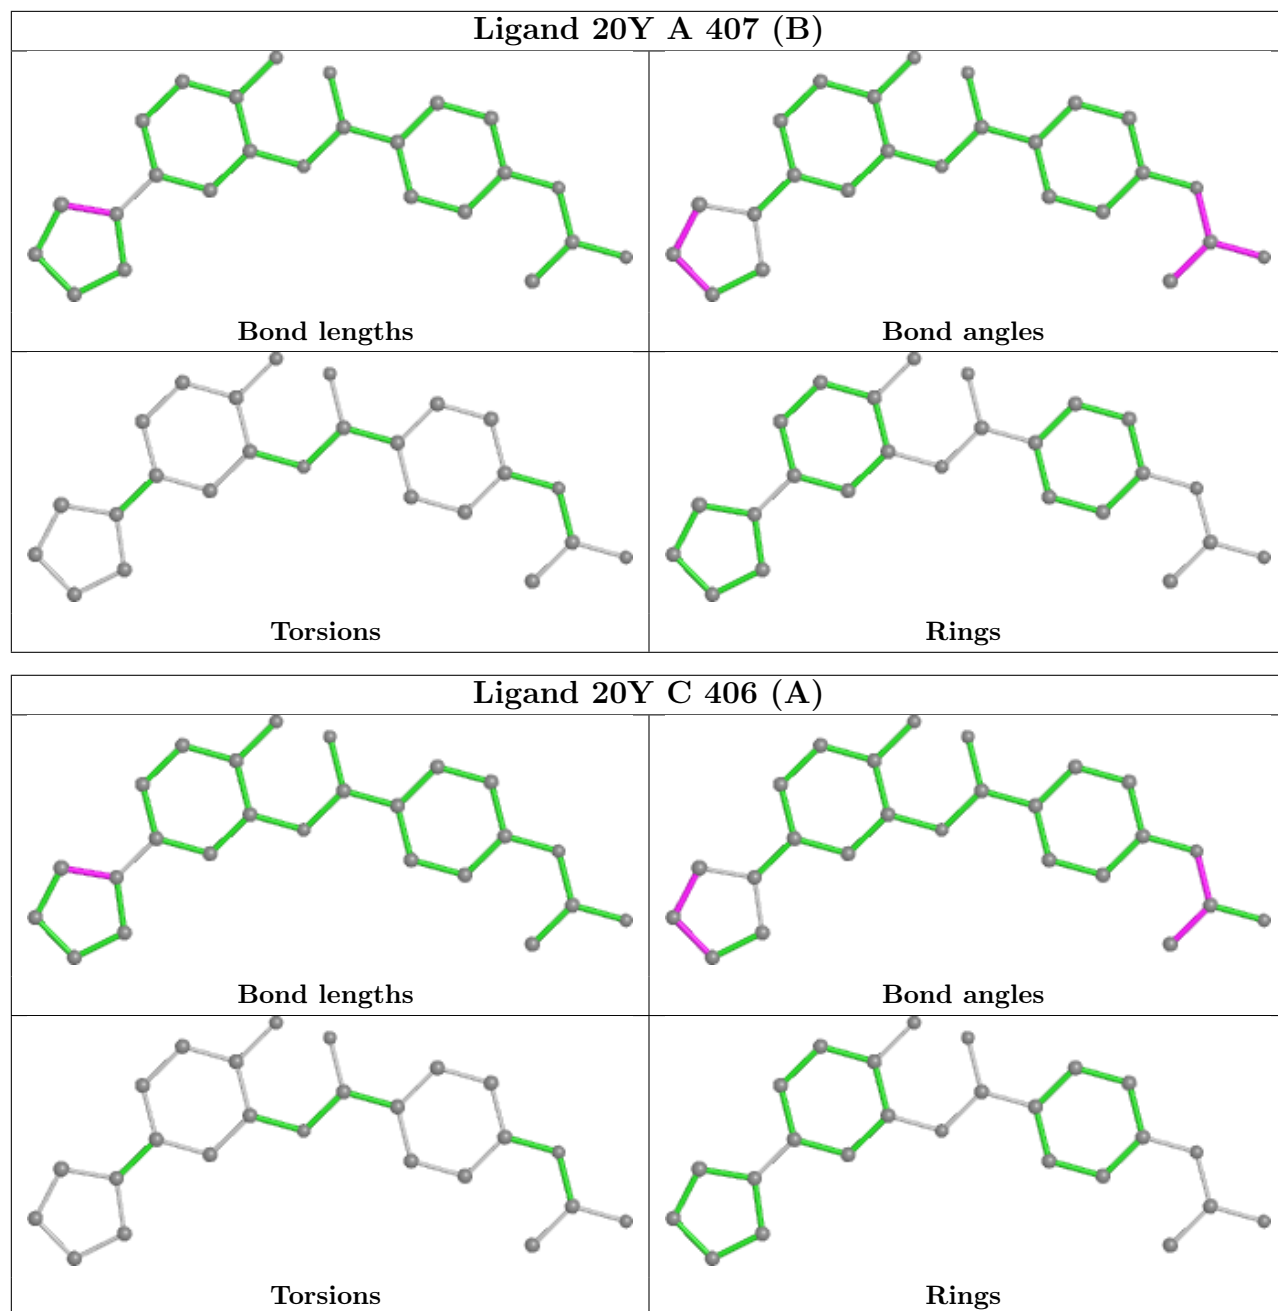 Ligand 20Y A 407 (B)
Bond lengths
Bond angles
Torsions
Rings
Ligand 20Y C 406 (A)
Bond lengths
Bond angles
Torsions
Rings